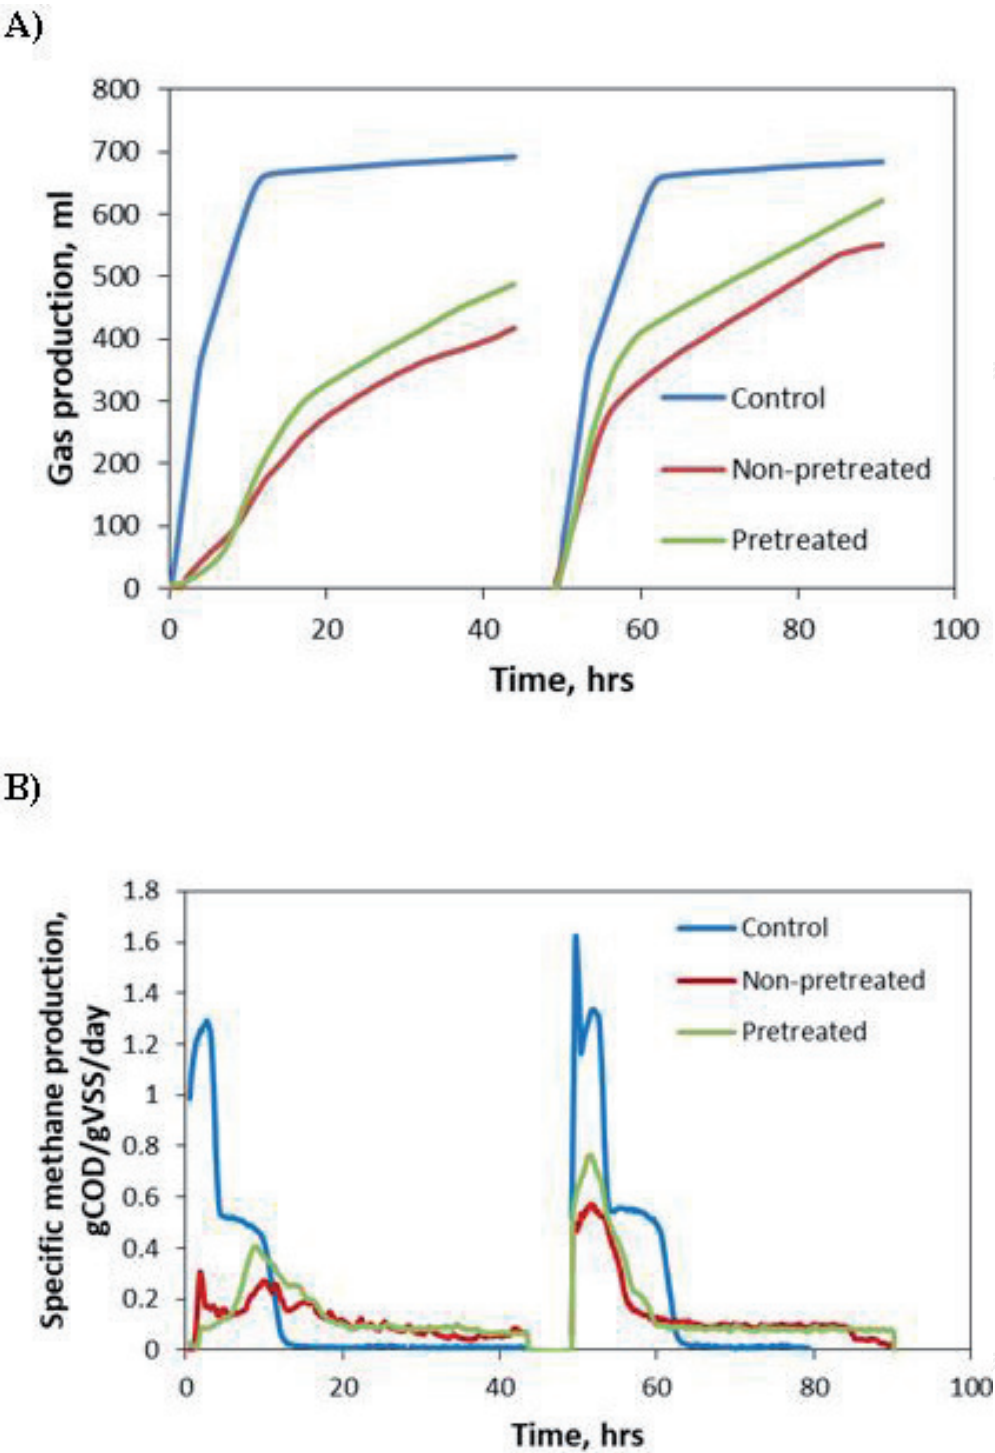 A)
800
700
600
500
400
300
200
100
0
Gas production, ml
Control
Non-pretreated
Pretreated
0 20 40 60 80 100
Time, hrs
B)
1.8
1.6
1.4
1.2
1
0.8
0.6
0.4
0.2
0
Specific methane production,
gCOD/gVSS/day
Control
Non-pretreated
Pretreated
0 20 40 60 80 100
Time, hrs